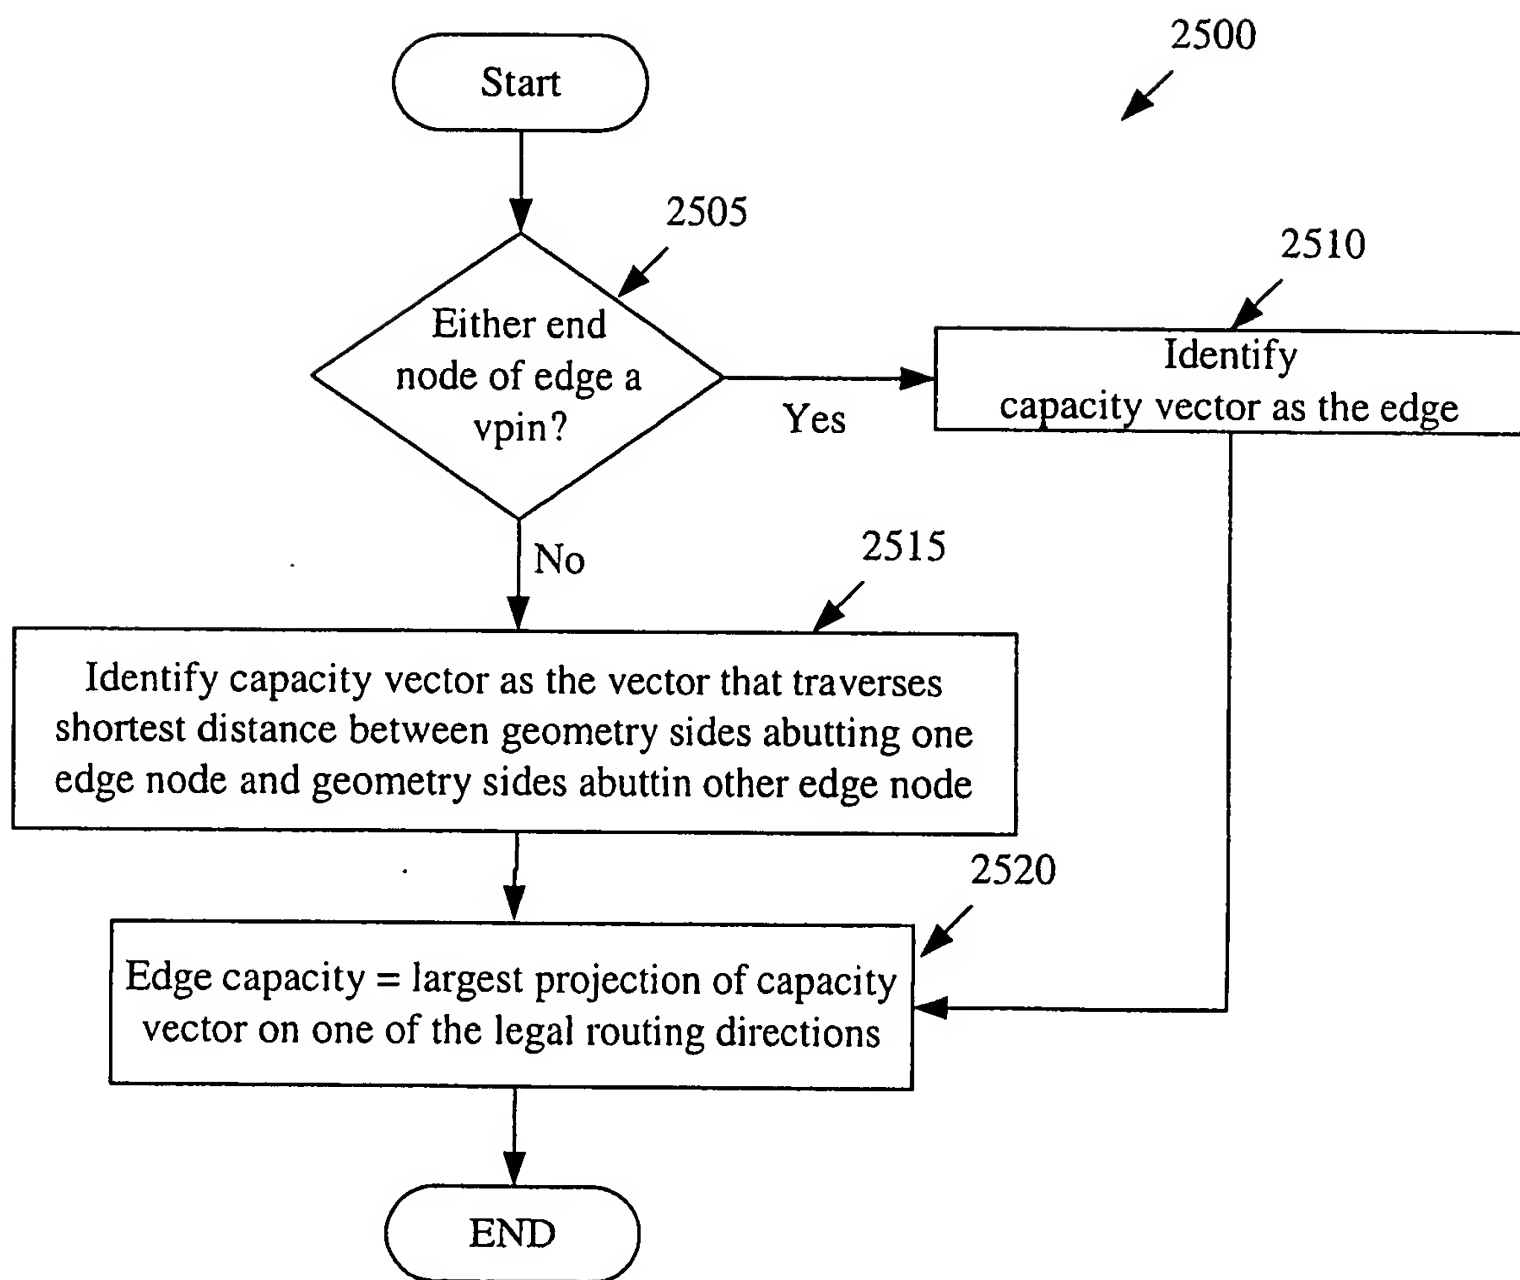 2500
Start
2505
Either end
node of edge a
vpin?
Yes
2510
Identify
capacity vector as the edge
No
2515
Identify capacity vector as the vector that traverses
shortest distance between geometry sides abutting one
edge node and geometry sides abuttin other edge node
2520
Edge capacity = largest projection of capacity
vector on one of the legal routing directions
END